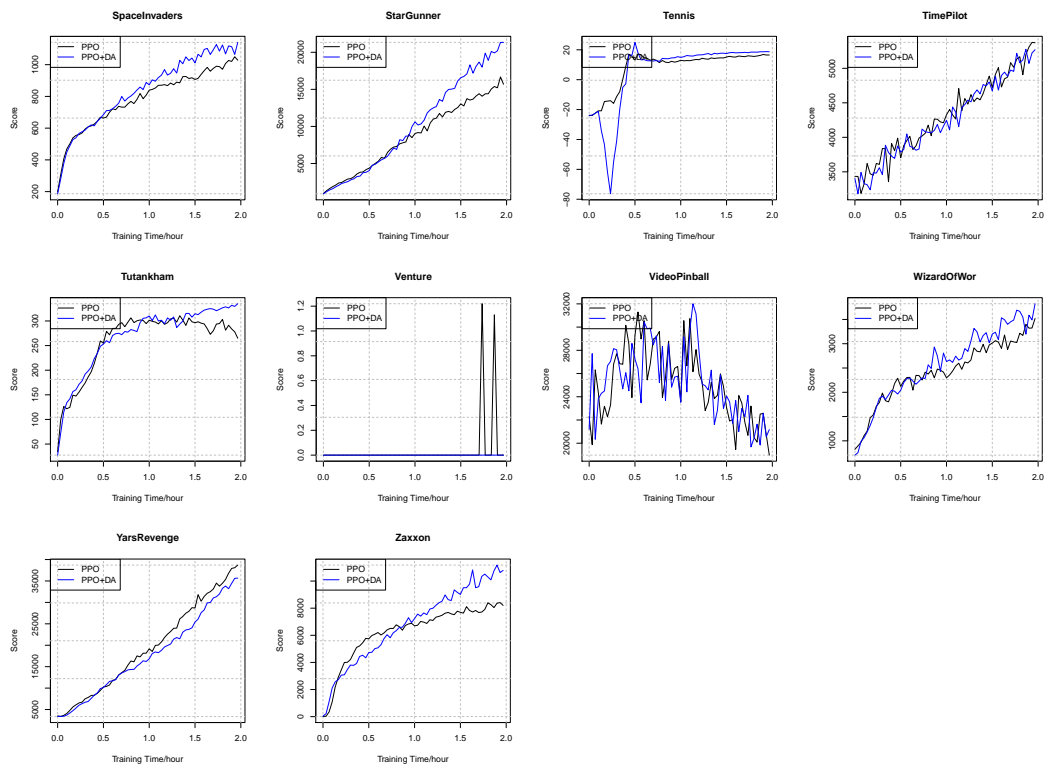 SpaceInvaders
PPO
PPO+DA
Score
200
400
600
800
1000
0.0 0.5 1.0 1.5 2.0
Training Time/hour
StarGunner
PPO
PPO+DA
Score
5000
10000
15000
20000
0.0 0.5 1.0 1.5 2.0
Training Time/hour
Tennis
PPO
PPO+DA
Score
−80
−60
−40
−20
0
20
0.0 0.5 1.0 1.5 2.0
Training Time/hour
TimePilot
PPO
PPO+DA
Score
3500
4000
4500
5000
0.0 0.5 1.0 1.5 2.0
Training Time/hour
Tutankham
PPO
PPO+DA
Score
50
100
150
200
250
300
0.0 0.5 1.0 1.5 2.0
Training Time/hour
Venture
PPO
PPO+DA
Score
0.0
0.2
0.4
0.6
0.8
1.0
1.2
0.0 0.5 1.0 1.5 2.0
Training Time/hour
VideoPinball
PPO
PPO+DA
Score
20000
22000
24000
26000
28000
32000
0.0 0.5 1.0 1.5 2.0
Training Time/hour
WizardOfWor
PPO
PPO+DA
Score
1000
2000
3000
0.0 0.5 1.0 1.5 2.0
Training Time/hour
YarsRevenge
PPO
PPO+DA
Score
5000
15000
25000
35000
0.0 0.5 1.0 1.5 2.0
Training Time/hour
Zaxxon
PPO
PPO+DA
Score
0
2000
4000
6000
8000
0.0 0.5 1.0 1.5 2.0
Training Time/hour